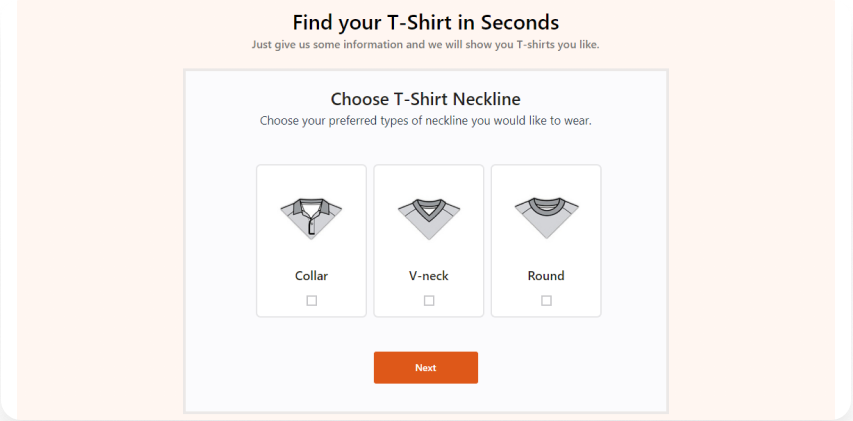 Find your T-Shirt in Seconds
Just give us some information and we will show you T-shirts you like.
Choose T-Shirt Neckline
Choose your preferred types of neckline you would like to wear.
Collar
V-neck
Round
Next